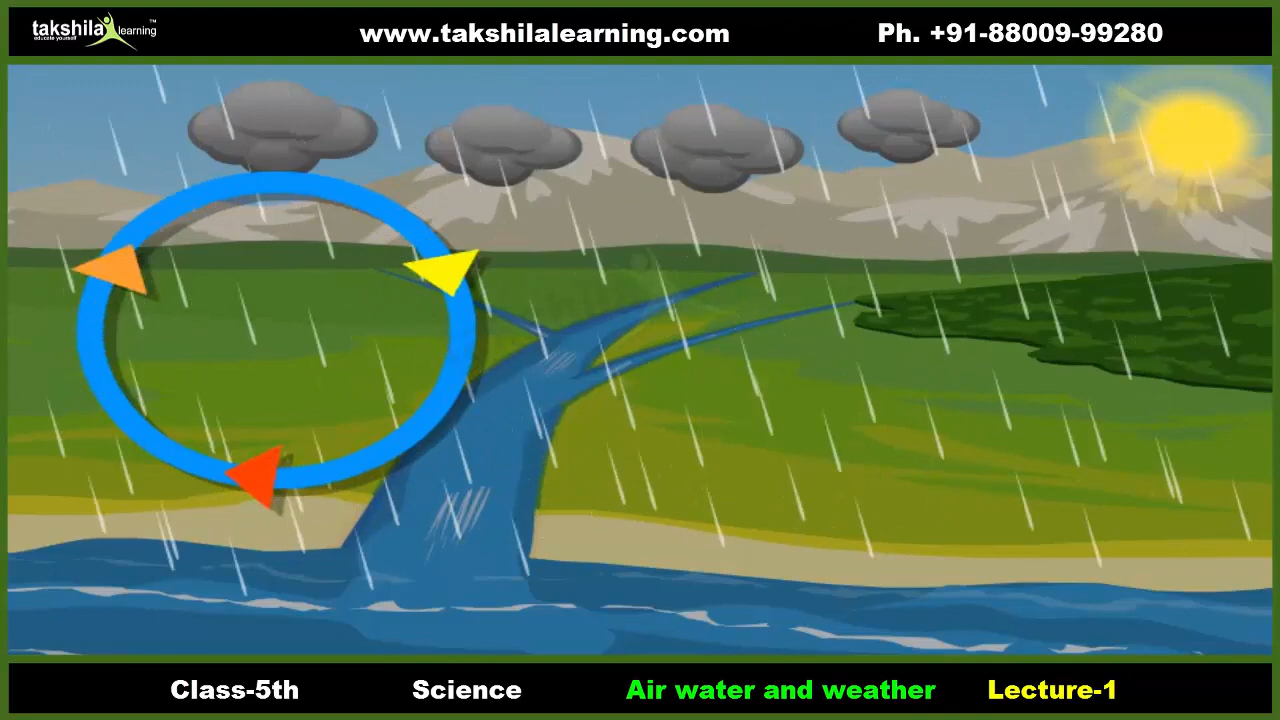 takshila learning ™
educate yourself
www.takshilalearning.com
Ph. +91-88009-99280
Class-5th Science Air water and weather Lecture-1